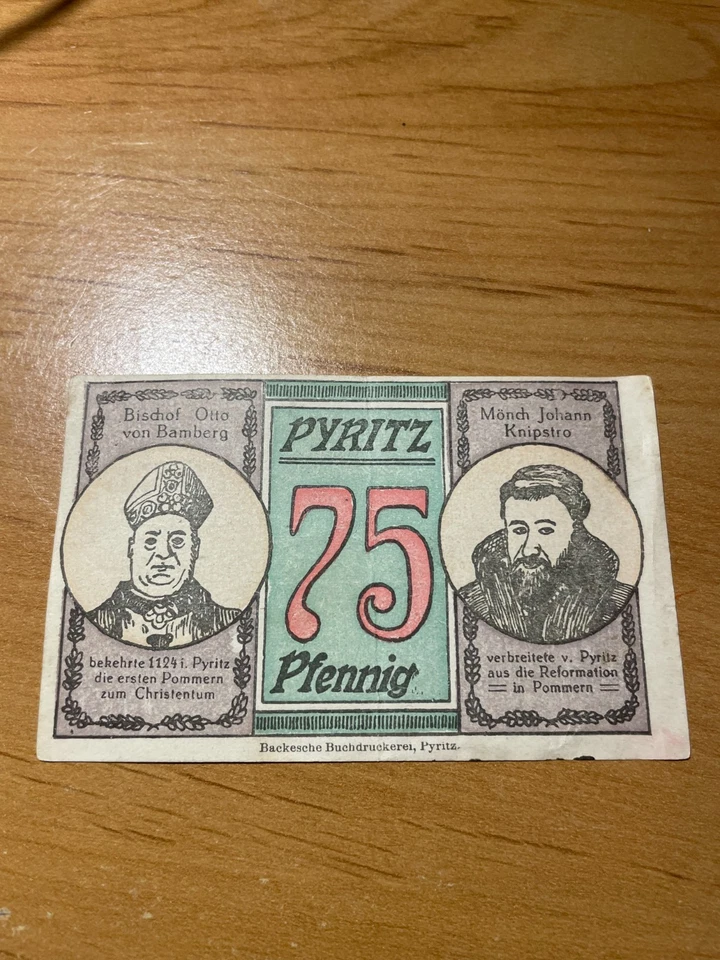 Bischof Otto
von Bamberg
bekehrte 1124 i. Pyritz
die ersten Pommern
zum Christentum
PYRITZ
75
Pfennig
Mönch Johann
Knipstro
verbreitete v. Pyritz
aus die Reformation
in Pommern
Backesche Buchdruckerei, Pyritz.